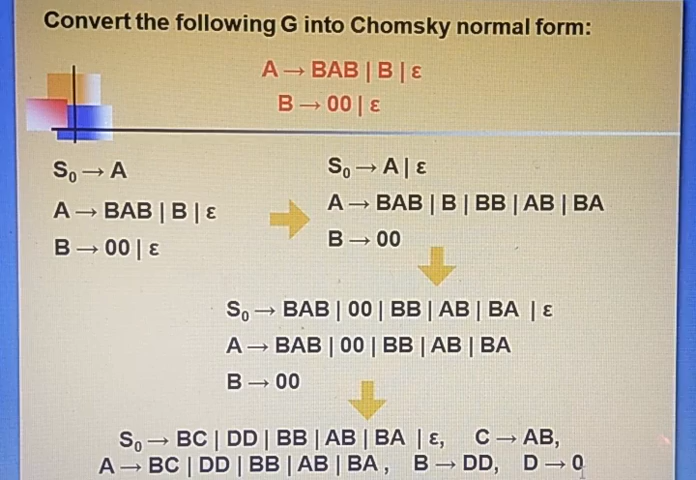 Convert the following G into Chomsky normal form:
A → BAB | B | ε
B → 00 | ε
S₀ → A
A → BAB | B | ε
B → 00 | ε
S₀ → A | ε
A → BAB | B | BB | AB | BA
B → 00
S₀ → BAB | 00 | BB | AB | BA | ε
A → BAB | 00 | BB | AB | BA
B → 00
S₀ → BC | DD | BB | AB | BA | ε, C → AB,
A → BC | DD | BB | AB | BA , B → DD, D → 0